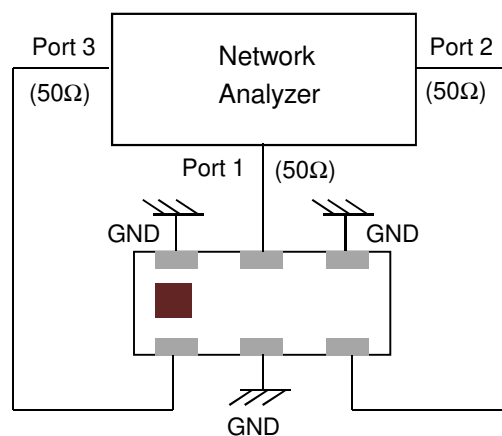 Port 3
Network
Analyzer
Port 2
(50Ω)
(50Ω)
Port 1
(50Ω)
GND
GND
GND